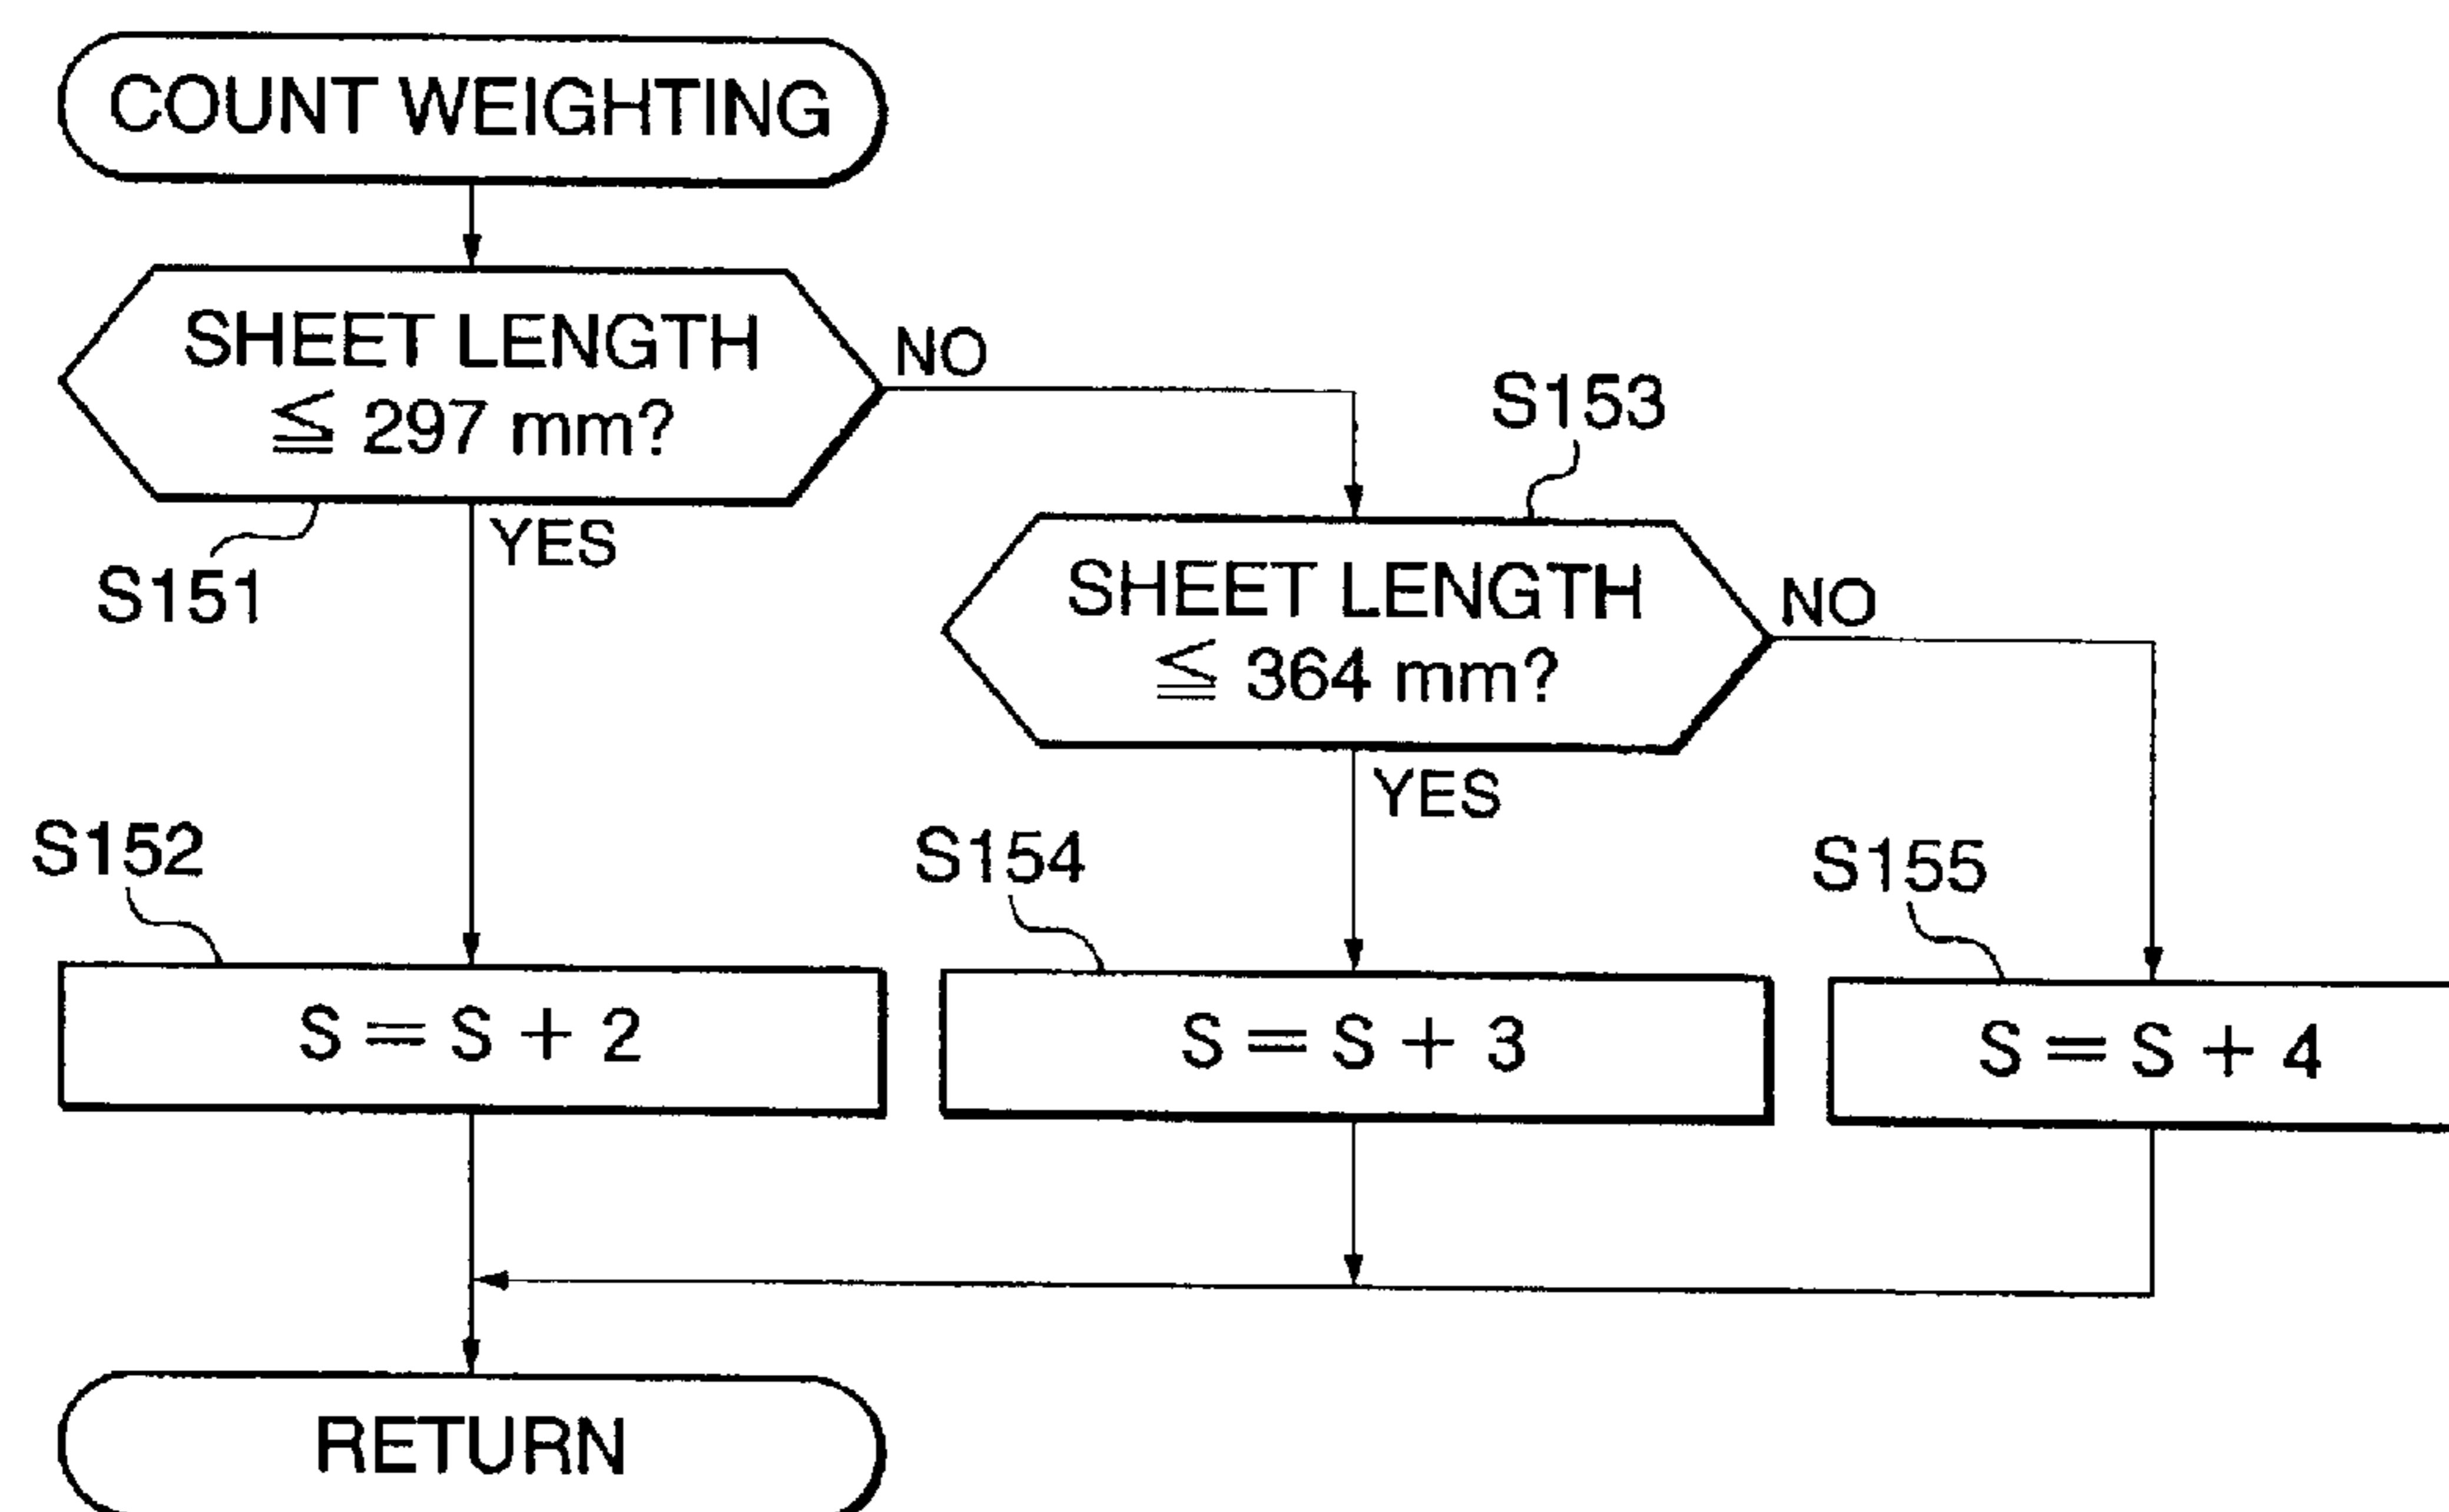 COUNT WEIGHTING
SHEET LENGTH
≦ 297 mm?
NO
S151
YES
S153
SHEET LENGTH
≦ 364 mm?
NO
YES
S152
S154
S155
S = S + 2
S = S + 3
S = S + 4
RETURN